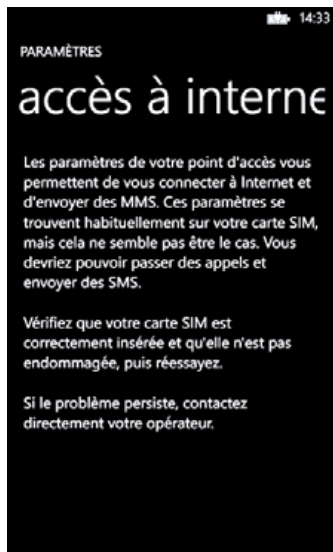 14:33
PARAMÈTRES
accès à interne
Les paramètres de votre point d'accès vous
permettent de vous connecter à Internet et
d'envoyer des MMS. Ces paramètres se
trouvent habituellement sur votre carte SIM,
mais cela ne semble pas être le cas. Vous
devriez pouvoir passer des appels et
envoyer des SMS.
Vérifiez que votre carte SIM est
correctement insérée et qu'elle n'est pas
endommagée, puis réessayez.
Si le problème persiste, contactez
directement votre opérateur.